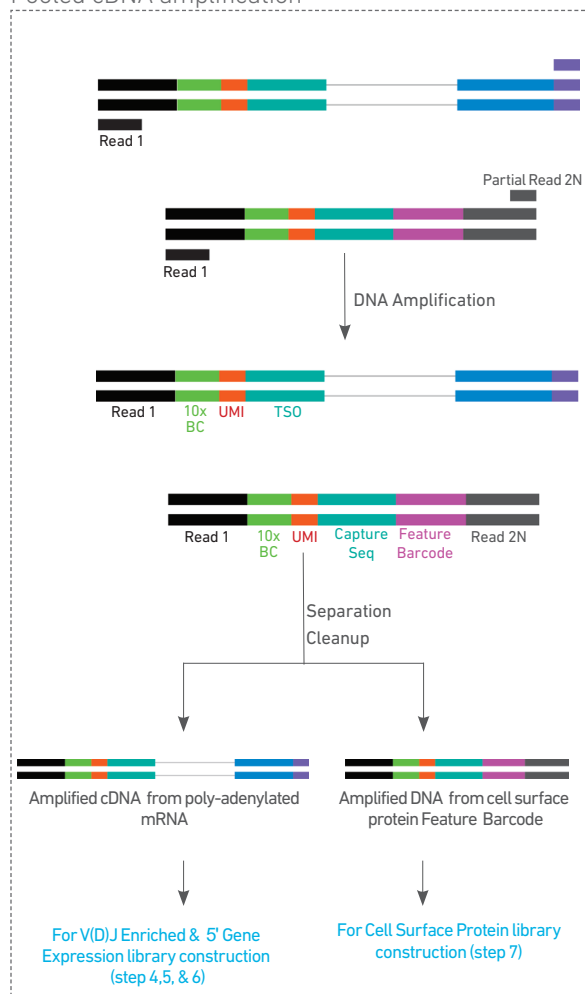 Pooled cDNA amplification
Read 1
Partial Read 2N
Read 1
DNA Amplification
Read 1 10x BC UMI TSO
Read 1 10x BC UMI Capture Seq Feature Barcode Read 2N
Separation
Cleanup
Amplified cDNA from poly-adenylated
mRNA
Amplified DNA from cell surface
protein Feature Barcode
For V(D)J Enriched & 5' Gene
Expression library construction
(step 4,5, & 6)
For Cell Surface Protein library
construction (step 7)